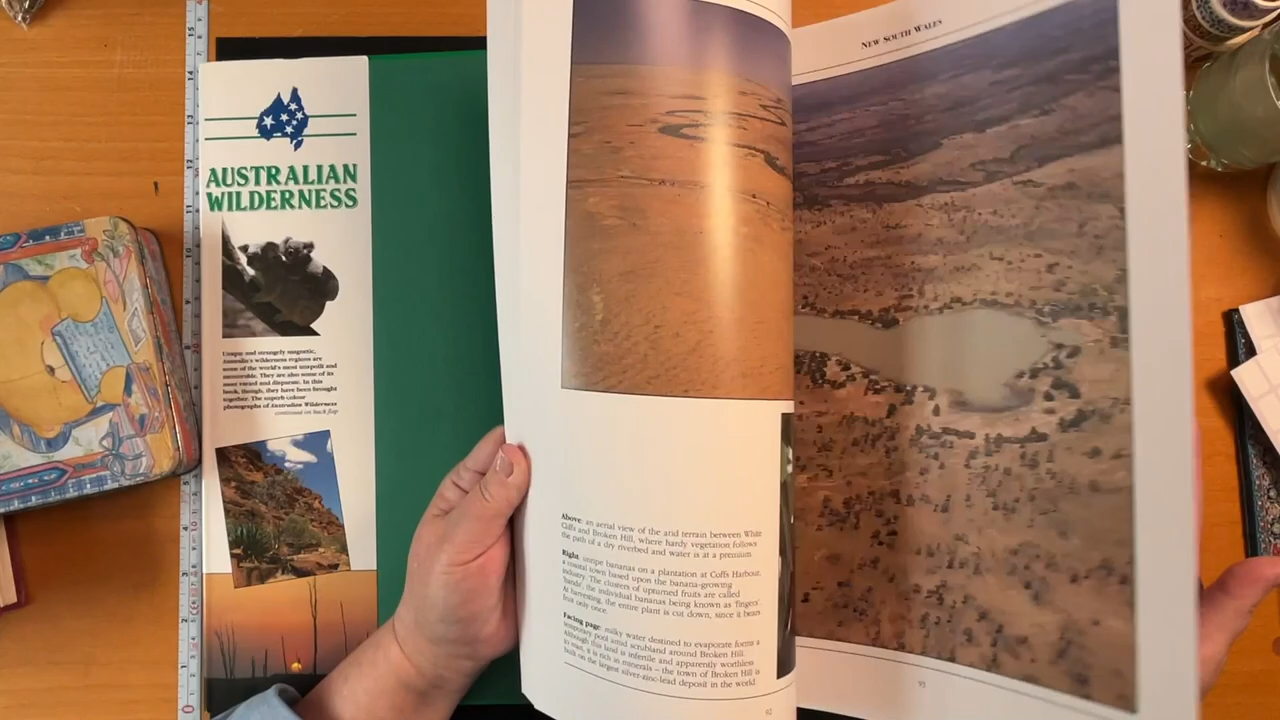 AUSTRALIAN
WILDERNESS
Unique and strangely magnetic,
Australia's wilderness regions are
some of the world's most unspoilt and
memorable. They are also some of its
most varied and disparate. In this
book, though, they have been brought
together. The superb colour
photographs of Australian Wilderness
continued on back flap
Above: an aerial view of the arid terrain between White
Cliffs and Broken Hill, where hardy vegetation follows
the path of a dry riverbed and water is at a premium.
Right: unripe bananas on a plantation at Coffs Harbour,
a coastal town based upon the banana-growing
industry. The clusters of upturned fruits are called
'hands', the individual bananas being known as 'fingers'.
At harvesting, the entire plant is cut down, since it bears
fruit only once.
Facing page: milky water destined to evaporate forms a
temporary pool amid scrubland around Broken Hill.
Although this land is infertile and apparently worthless
to man, it is rich in minerals – the town of Broken Hill is
built on the largest silver-zinc-lead deposit in the world.
92
NEW SOUTH WALES
93